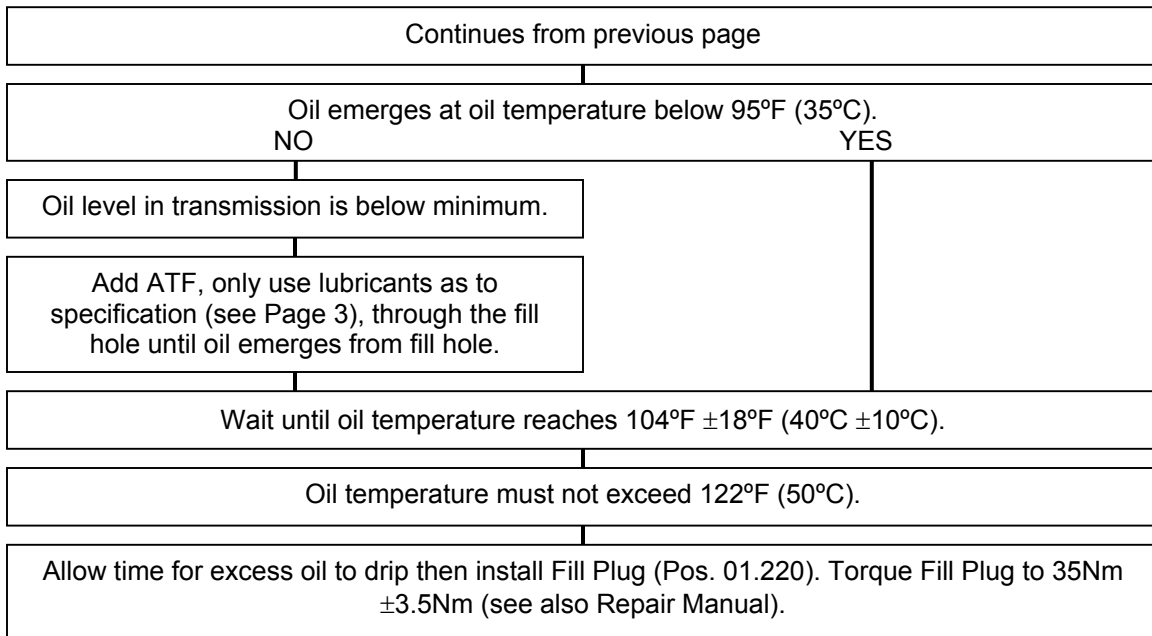 Continues from previous page
Oil emerges at oil temperature below 95ºF (35ºC).
NO YES
Oil level in transmission is below minimum.
Add ATF, only use lubricants as to
specification (see Page 3), through the fill
hole until oil emerges from fill hole.
Wait until oil temperature reaches 104ºF ±18ºF (40ºC ±10ºC).
Oil temperature must not exceed 122ºF (50ºC).
Allow time for excess oil to drip then install Fill Plug (Pos. 01.220). Torque Fill Plug to 35Nm
±3.5Nm (see also Repair Manual).